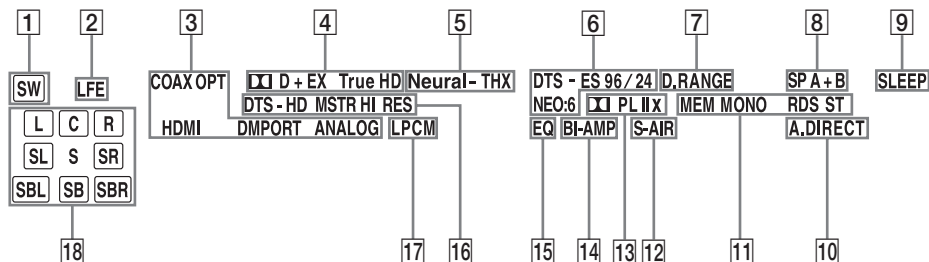 1 2 3 4 5 6 7 8 9
SW LFE COAX OPT D + EX True HD Neural - THX DTS - ES 96 / 24 D.RANGE SP A + B SLEEP
DTS - HD MSTR HI RES NEO:6 PL II X MEM MONO RDS ST
L C R HDMI DMPORT ANALOG LPCM EQ BI-AMP S-AIR A.DIRECT
SL S SR
SBL SB SBR
18 17 16 15 14 13 12 11 10